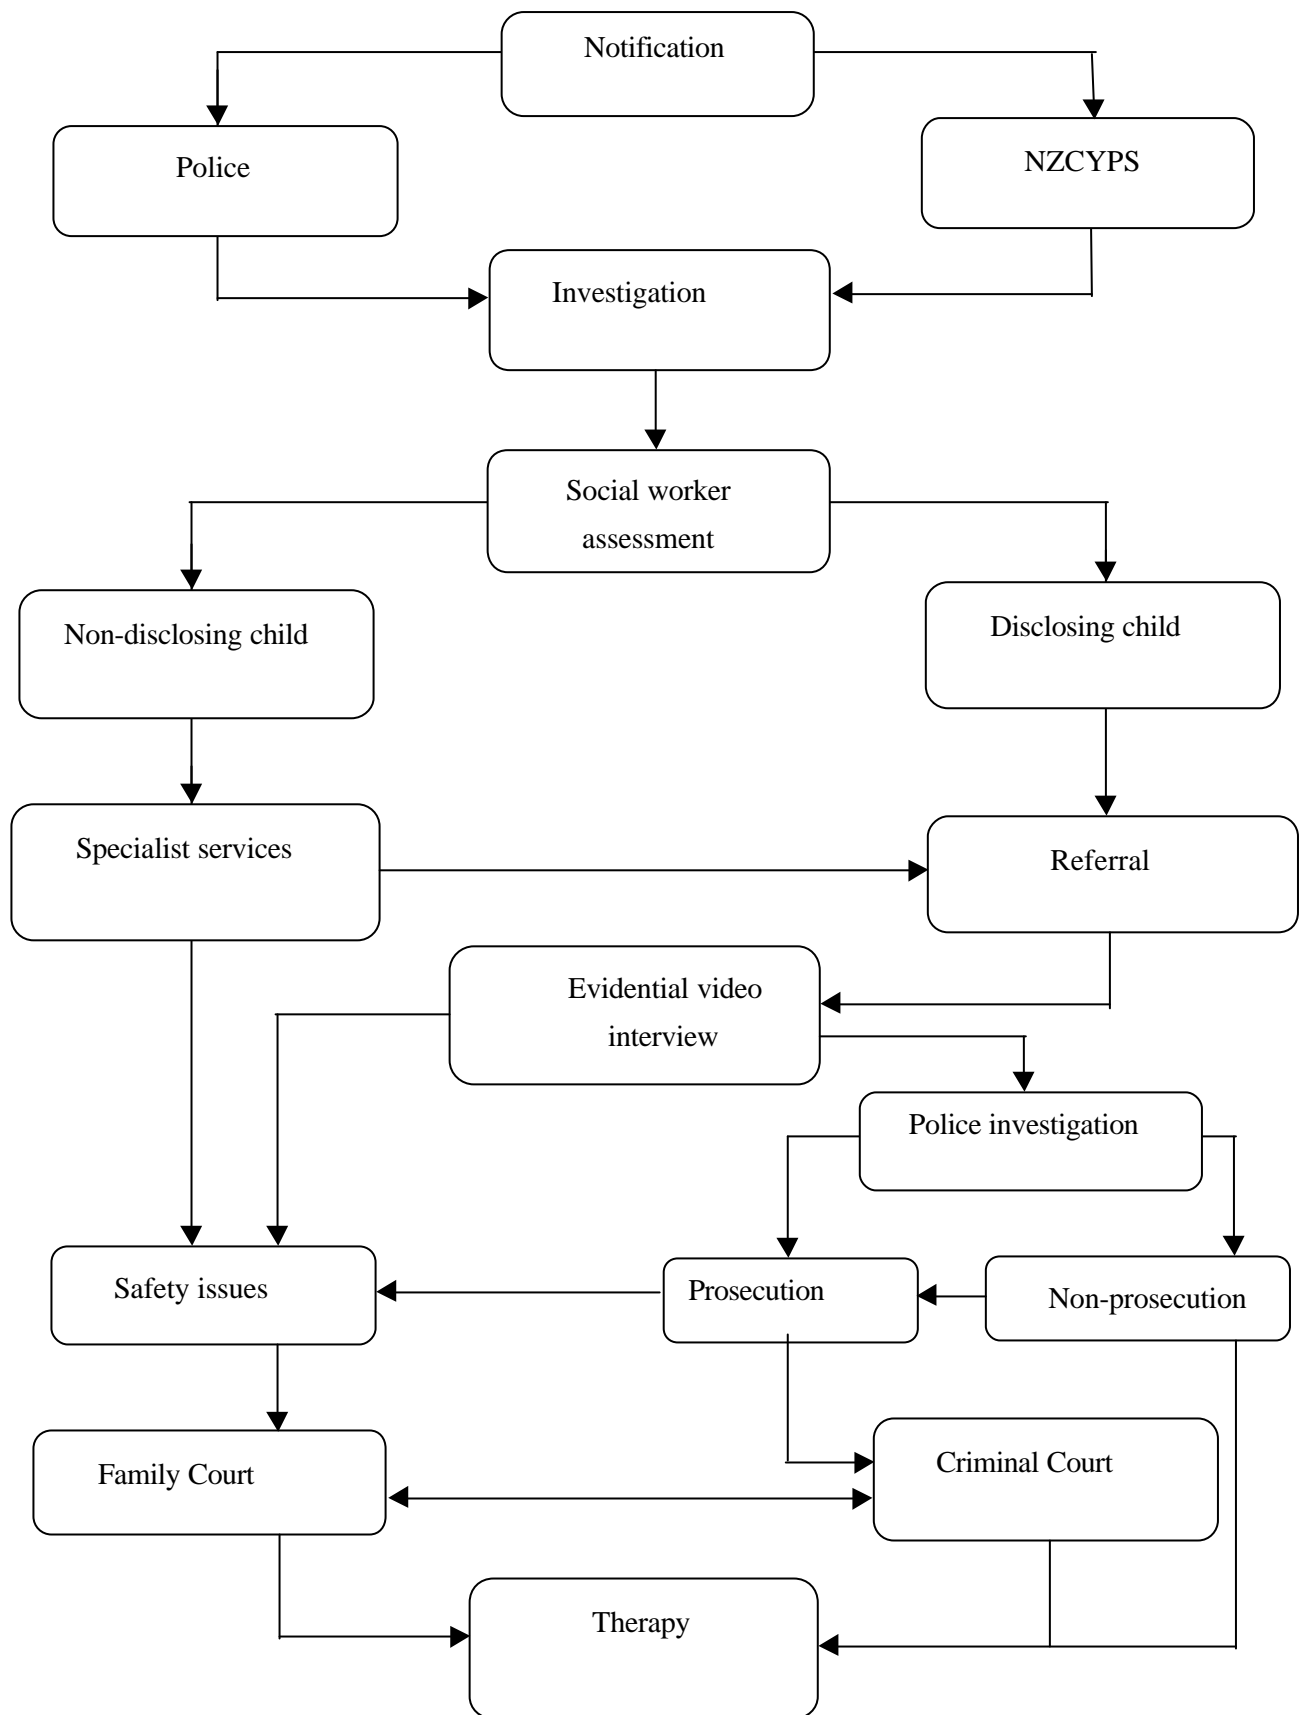 Notification
Police
NZCYPS
Investigation
Social worker
assessment
Non-disclosing child
Disclosing child
Specialist services
Referral
Evidential video
interview
Police investigation
Safety issues
Prosecution
Non-prosecution
Family Court
Criminal Court
Therapy